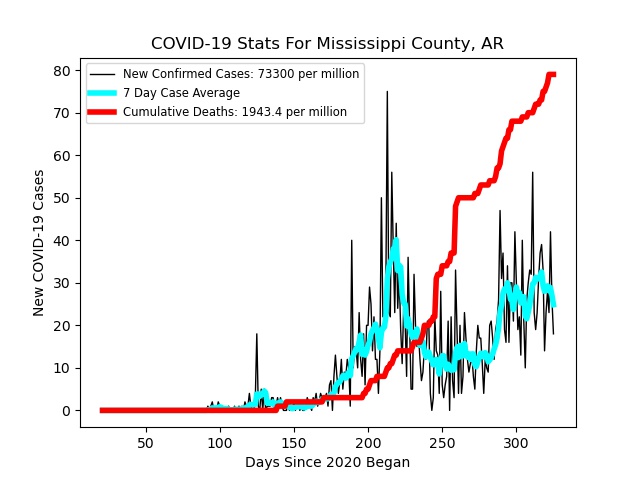 COVID-19 Stats For Mississippi County, AR
New Confirmed Cases: 73300 per million
7 Day Case Average
Cumulative Deaths: 1943.4 per million
New COVID-19 Cases
80
70
60
50
40
30
20
10
0
50 100 150 200 250 300
Days Since 2020 Began